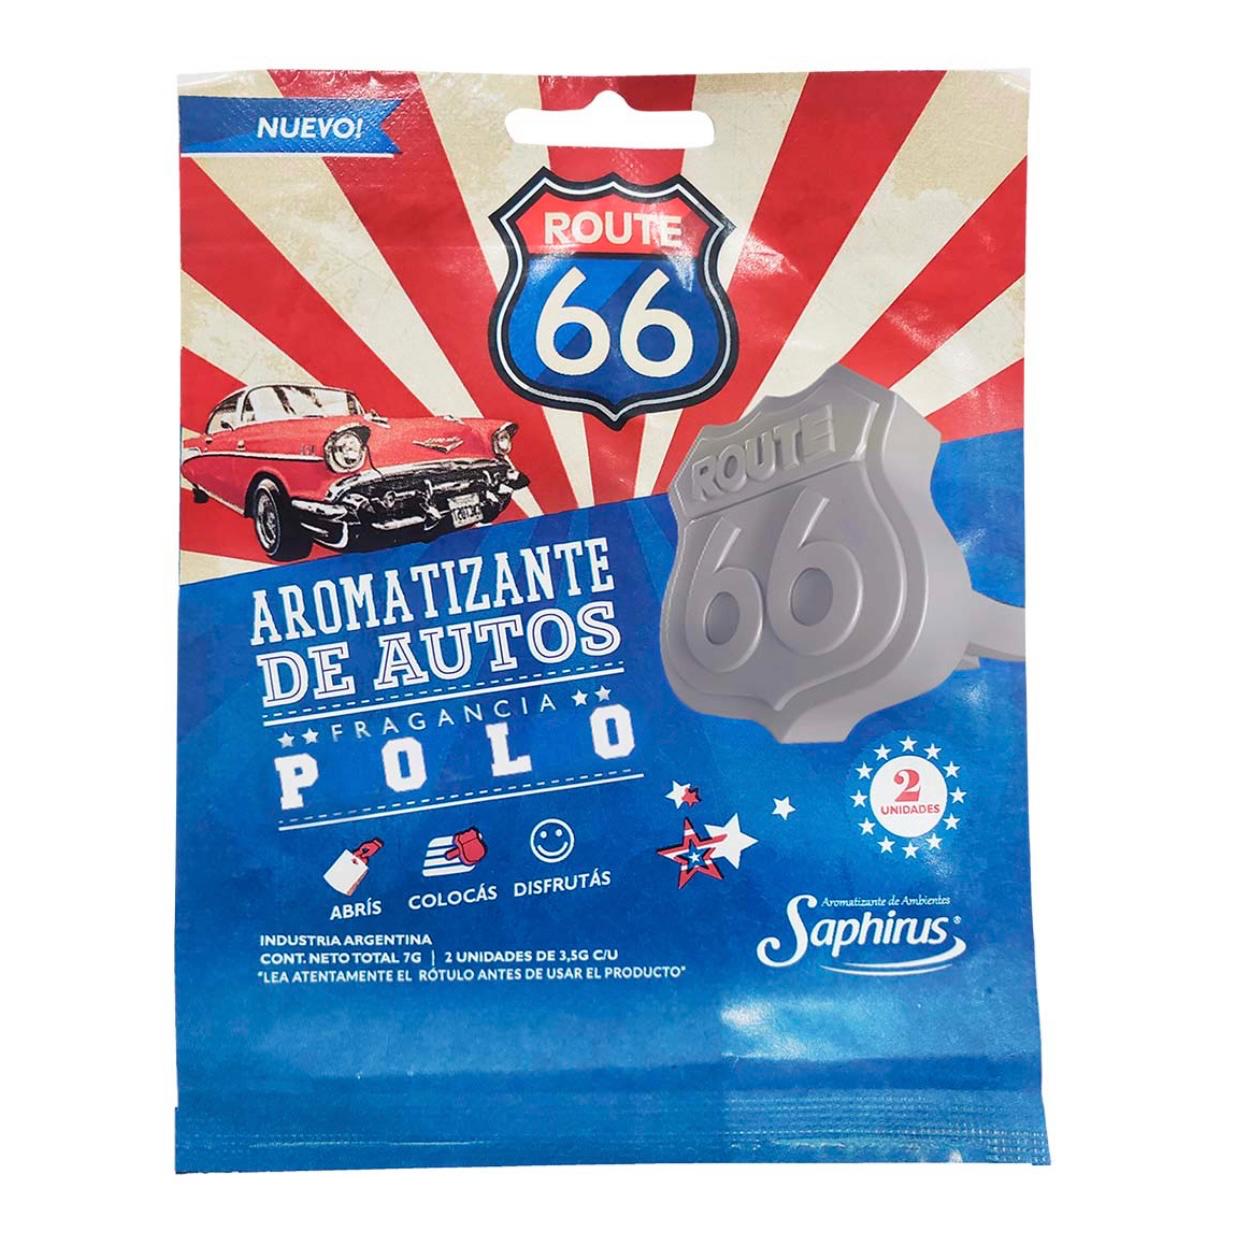 NUEVO!
ROUTE
66
ROUTE
66
AROMATIZANTE
DE AUTOS
FRAGANCIA
POLO
2
UNIDADES
ABRÍS
COLOCÁS
DISFRUTÁS
Aromatizante de Ambientes
Saphirus®
INDUSTRIA ARGENTINA
CONT. NETO TOTAL 7G | 2 UNIDADES DE 3,5G C/U
"LEA ATENTAMENTE EL RÓTULO ANTES DE USAR EL PRODUCTO"